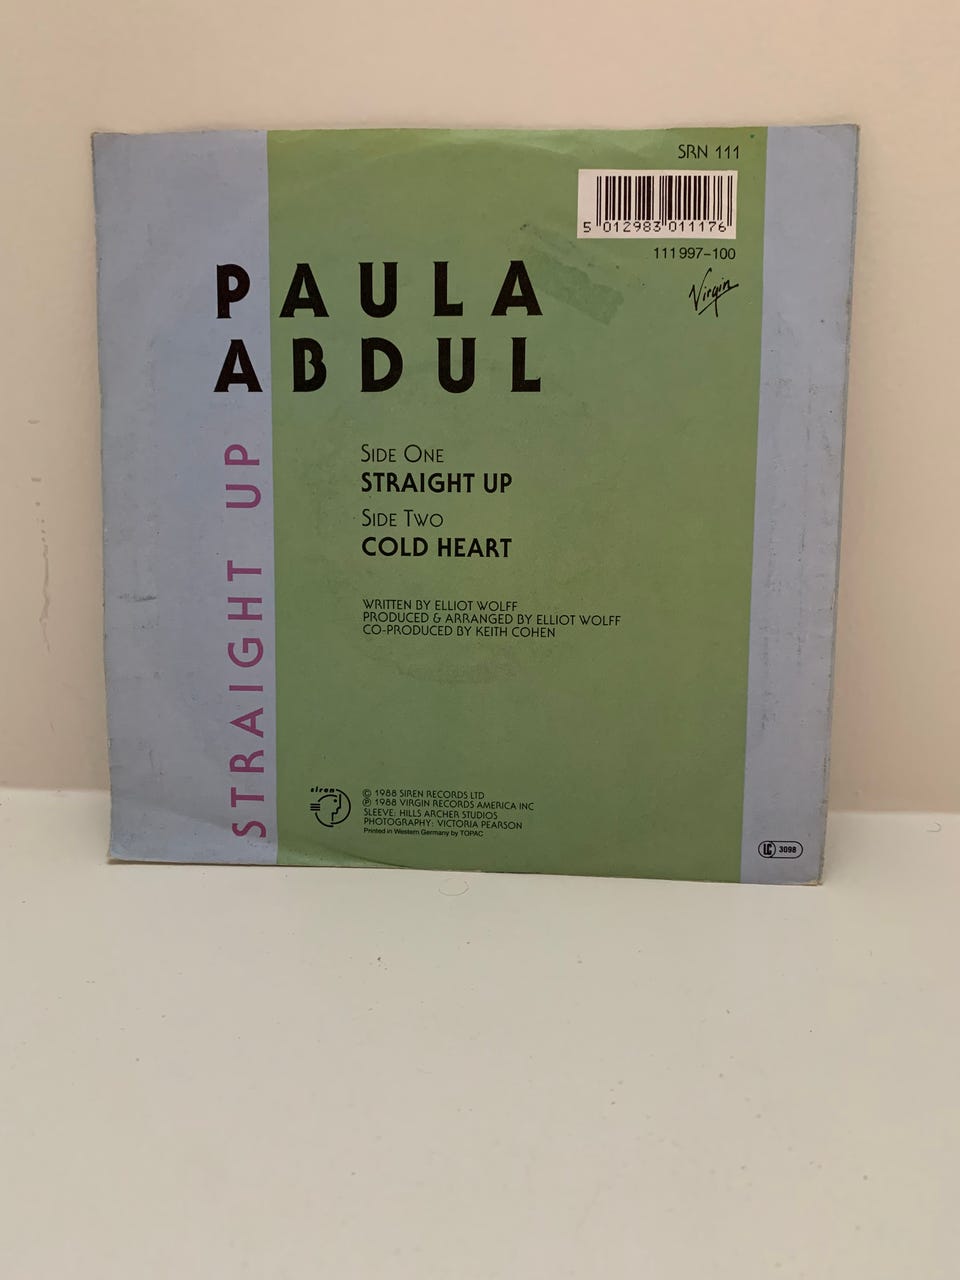 SRN 111
5 012983 011176
111 997-100
Virgin
PAULA
ABDUL
STRAIGHT UP
SIDE ONE
STRAIGHT UP
SIDE TWO
COLD HEART
WRITTEN BY ELLIOT WOLFF
PRODUCED & ARRANGED BY ELLIOT WOLFF
CO-PRODUCED BY KEITH COHEN
siren
© 1988 SIREN RECORDS LTD
℗ 1988 VIRGIN RECORDS AMERICA INC
SLEEVE: HILLS ARCHER STUDIOS
PHOTOGRAPHY: VICTORIA PEARSON
Printed in Western Germany by TOPAC
LC 3098